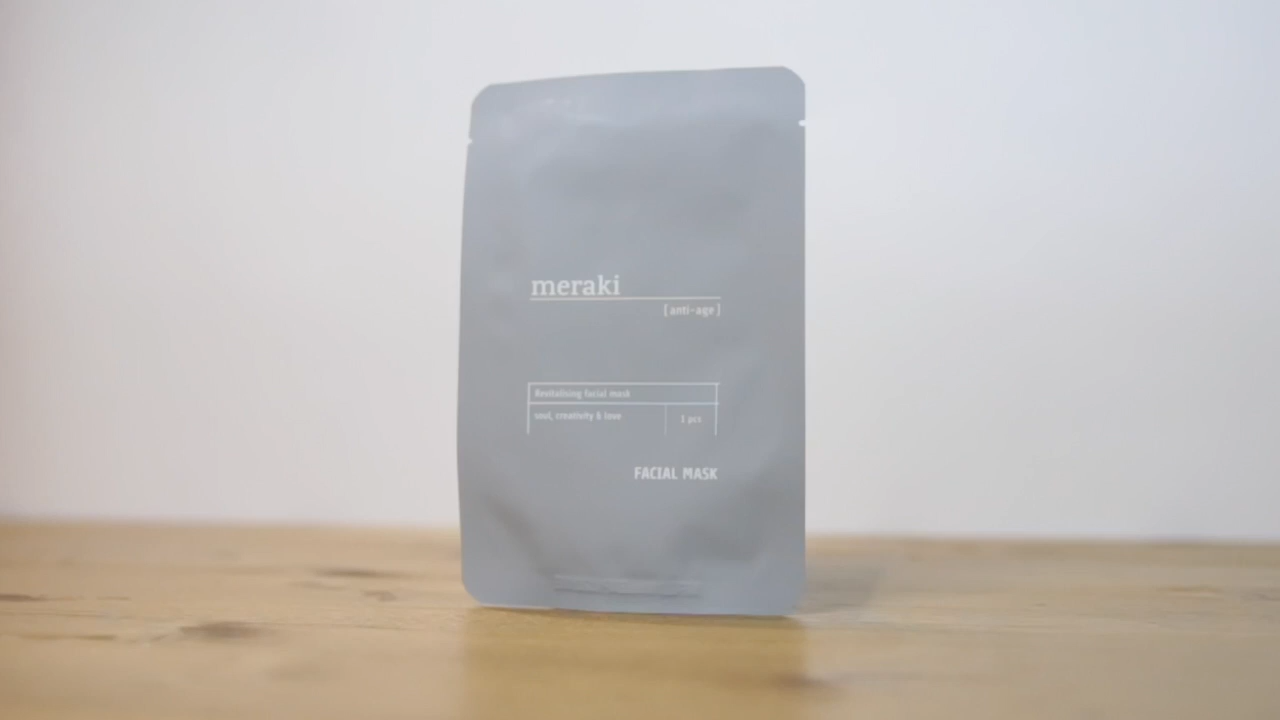 meraki
[anti-age]
Revitalising facial mask
soul, creativity & love
1 pcs
FACIAL MASK